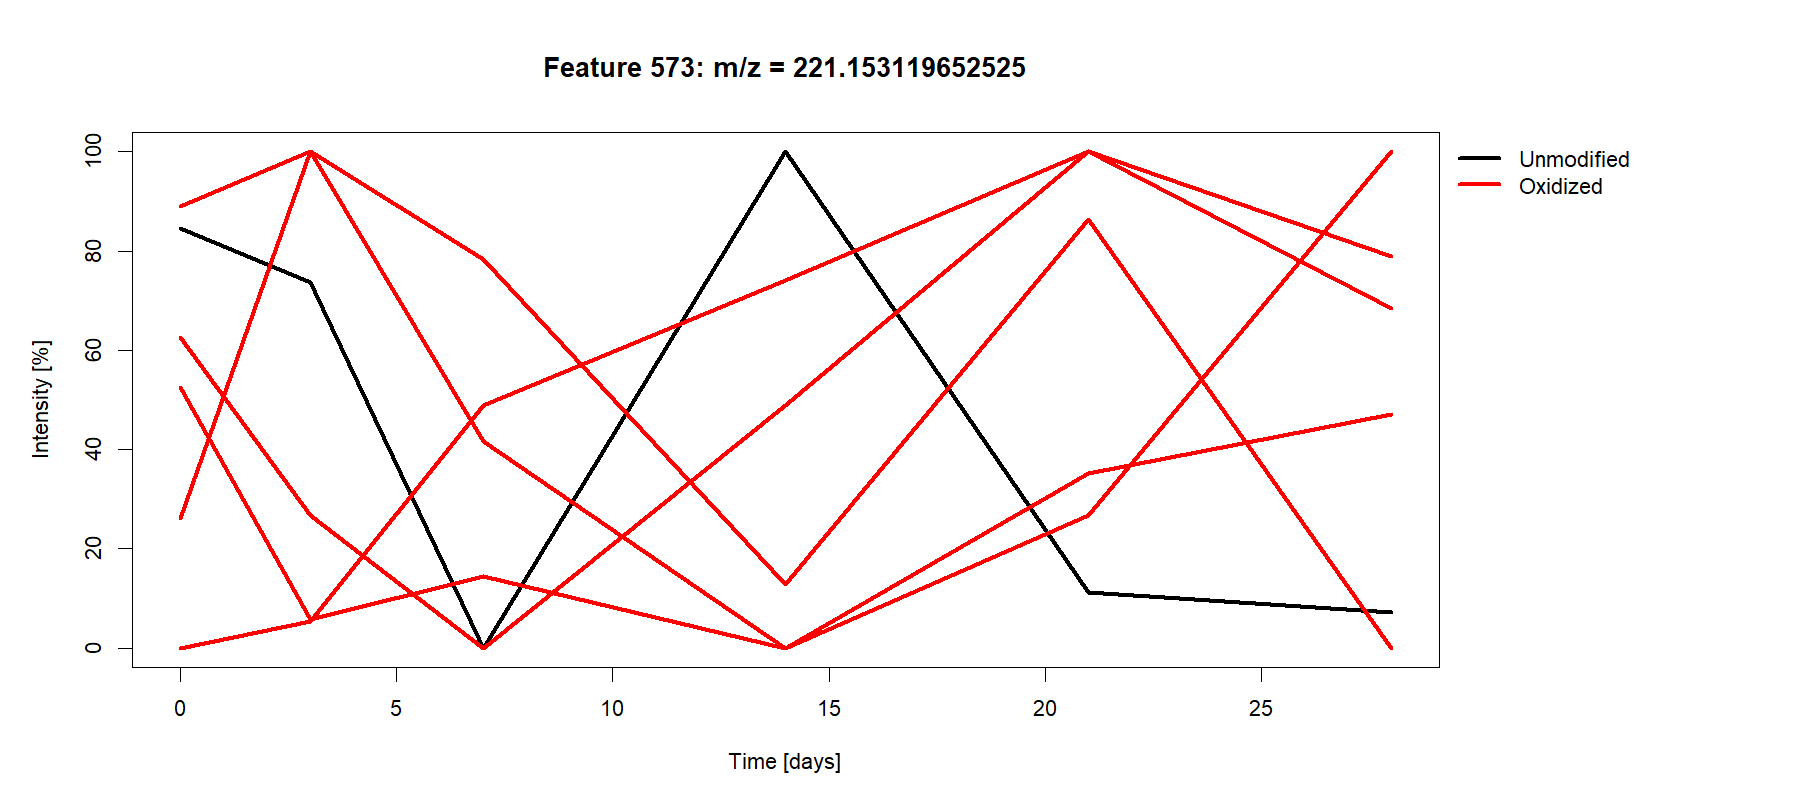 Feature 573: m/z = 221.153119652525
Unmodified
Oxidized
Intensity [%]
100
80
60
40
20
0
0 5 10 15 20 25
Time [days]